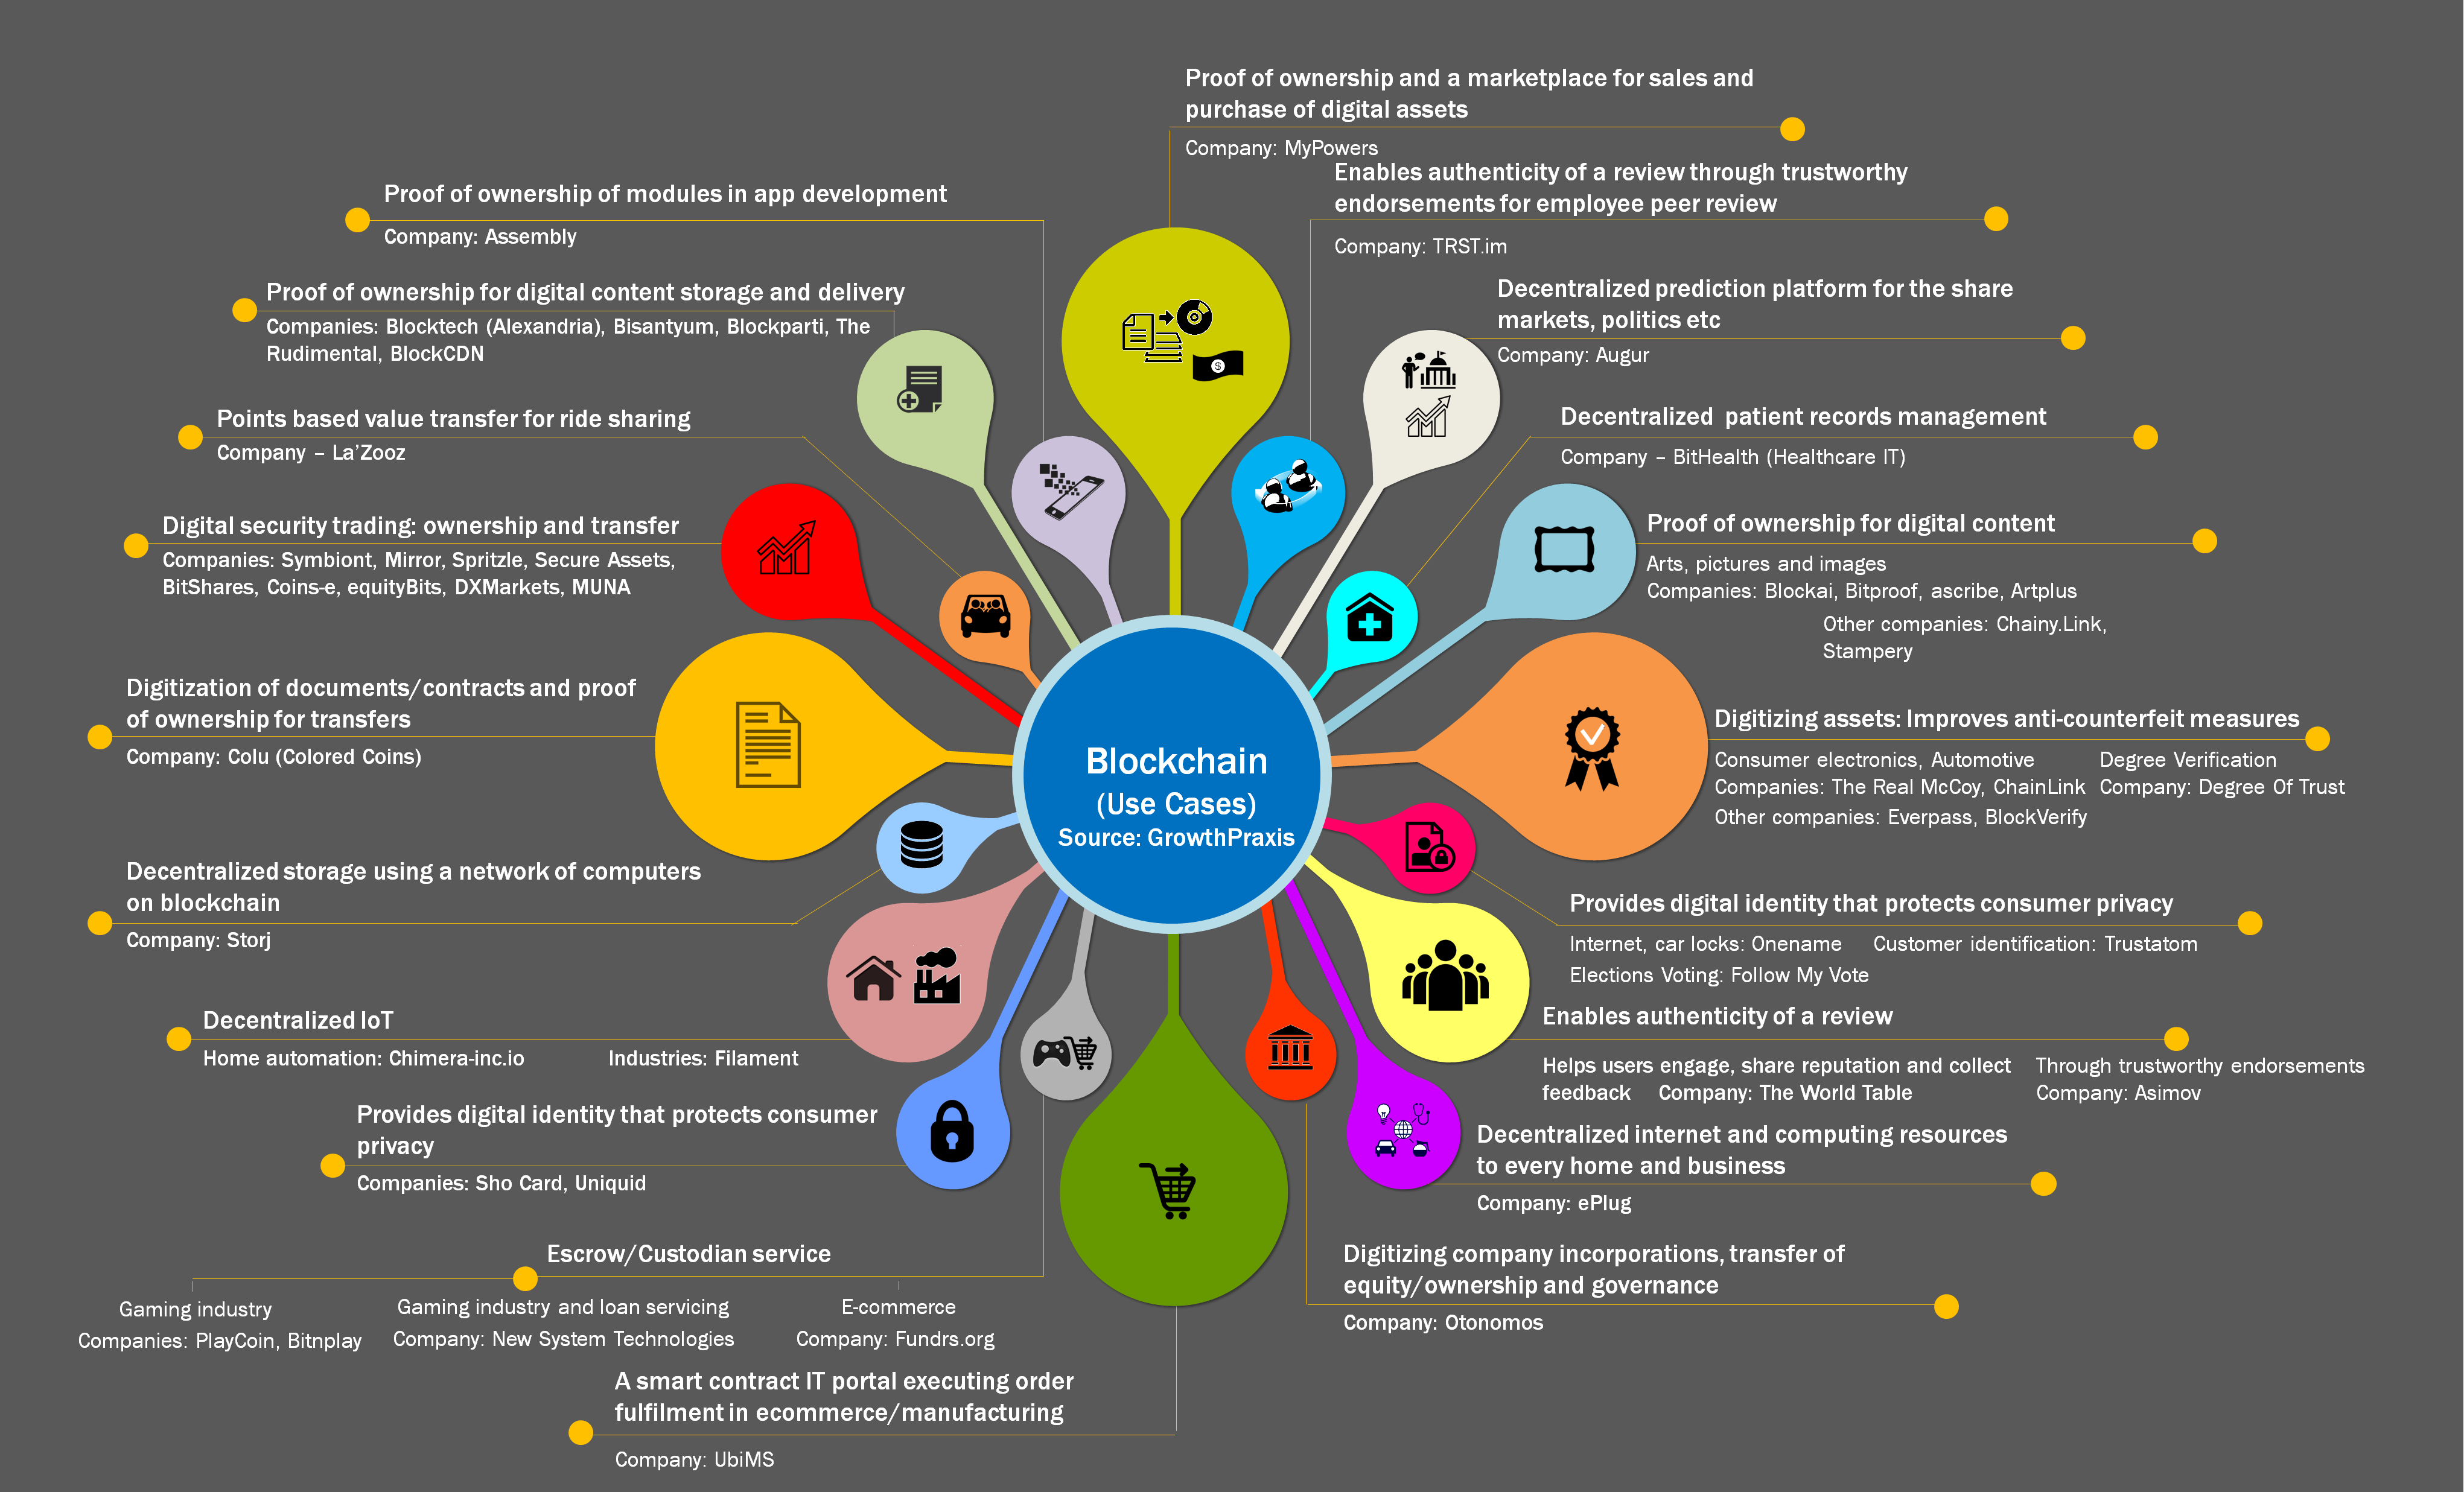 Proof of ownership and a marketplace for sales and
purchase of digital assets
Company: MyPowers
Enables authenticity of a review through trustworthy
endorsements for employee peer review
Company: TRST.im
Decentralized prediction platform for the share
markets, politics etc
Company: Augur
Decentralized patient records management
Company – BitHealth (Healthcare IT)
Proof of ownership for digital content
Arts, pictures and images
Companies: Blockai, Bitproof, ascribe, Artplus
Other companies: Chainy.Link,
Stampery
Digitizing assets: Improves anti-counterfeit measures
Consumer electronics, Automotive Degree Verification
Companies: The Real McCoy, ChainLink Company: Degree Of Trust
Other companies: Everpass, BlockVerify
Provides digital identity that protects consumer privacy
Internet, car locks: Onename Customer identification: Trustatom
Elections Voting: Follow My Vote
Enables authenticity of a review
Helps users engage, share reputation and collect
feedback Company: The World Table
Through trustworthy endorsements
Company: Asimov
Decentralized internet and computing resources
to every home and business
Company: ePlug
Digitizing company incorporations, transfer of
equity/ownership and governance
Company: Otonomos
Proof of ownership of modules in app development
Company: Assembly
Proof of ownership for digital content storage and delivery
Companies: Blocktech (Alexandria), Bisantyum, Blockparti, The
Rudimental, BlockCDN
Points based value transfer for ride sharing
Company – La’Zooz
Digital security trading: ownership and transfer
Companies: Symbiont, Mirror, Spritzle, Secure Assets,
BitShares, Coins-e, equityBits, DXMarkets, MUNA
Digitization of documents/contracts and proof
of ownership for transfers
Company: Colu (Colored Coins)
Decentralized storage using a network of computers
on blockchain
Company: Storj
Decentralized IoT
Home automation: Chimera-inc.io Industries: Filament
Provides digital identity that protects consumer
privacy
Companies: Sho Card, Uniquid
Escrow/Custodian service
Gaming industry
Companies: PlayCoin, Bitnplay
Gaming industry and loan servicing
Company: New System Technologies
E-commerce
Company: Fundrs.org
A smart contract IT portal executing order
fulfilment in ecommerce/manufacturing
Company: UbiMS
Blockchain
(Use Cases)
Source: GrowthPraxis
$